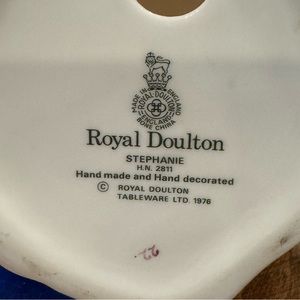 MADE IN ENGLAND
ROYAL DOULTON
ENGLAND
BONE CHINA
Royal Doulton
STEPHANIE
H.N. 2811
Hand made and Hand decorated
© ROYAL DOULTON
TABLEWARE LTD. 1976
22